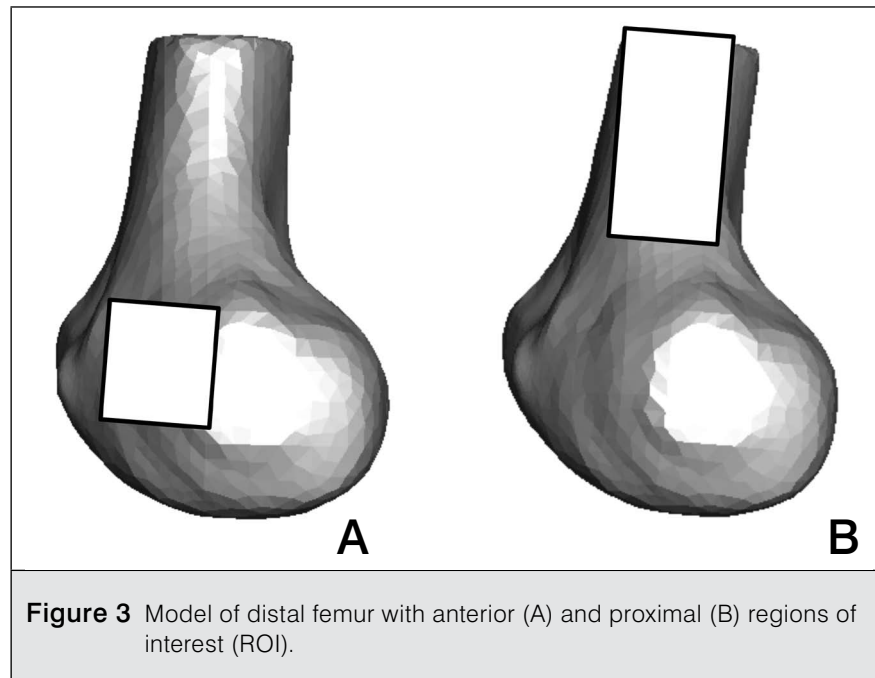 A
B
Figure 3 Model of distal femur with anterior (A) and proximal (B) regions of
interest (ROI).